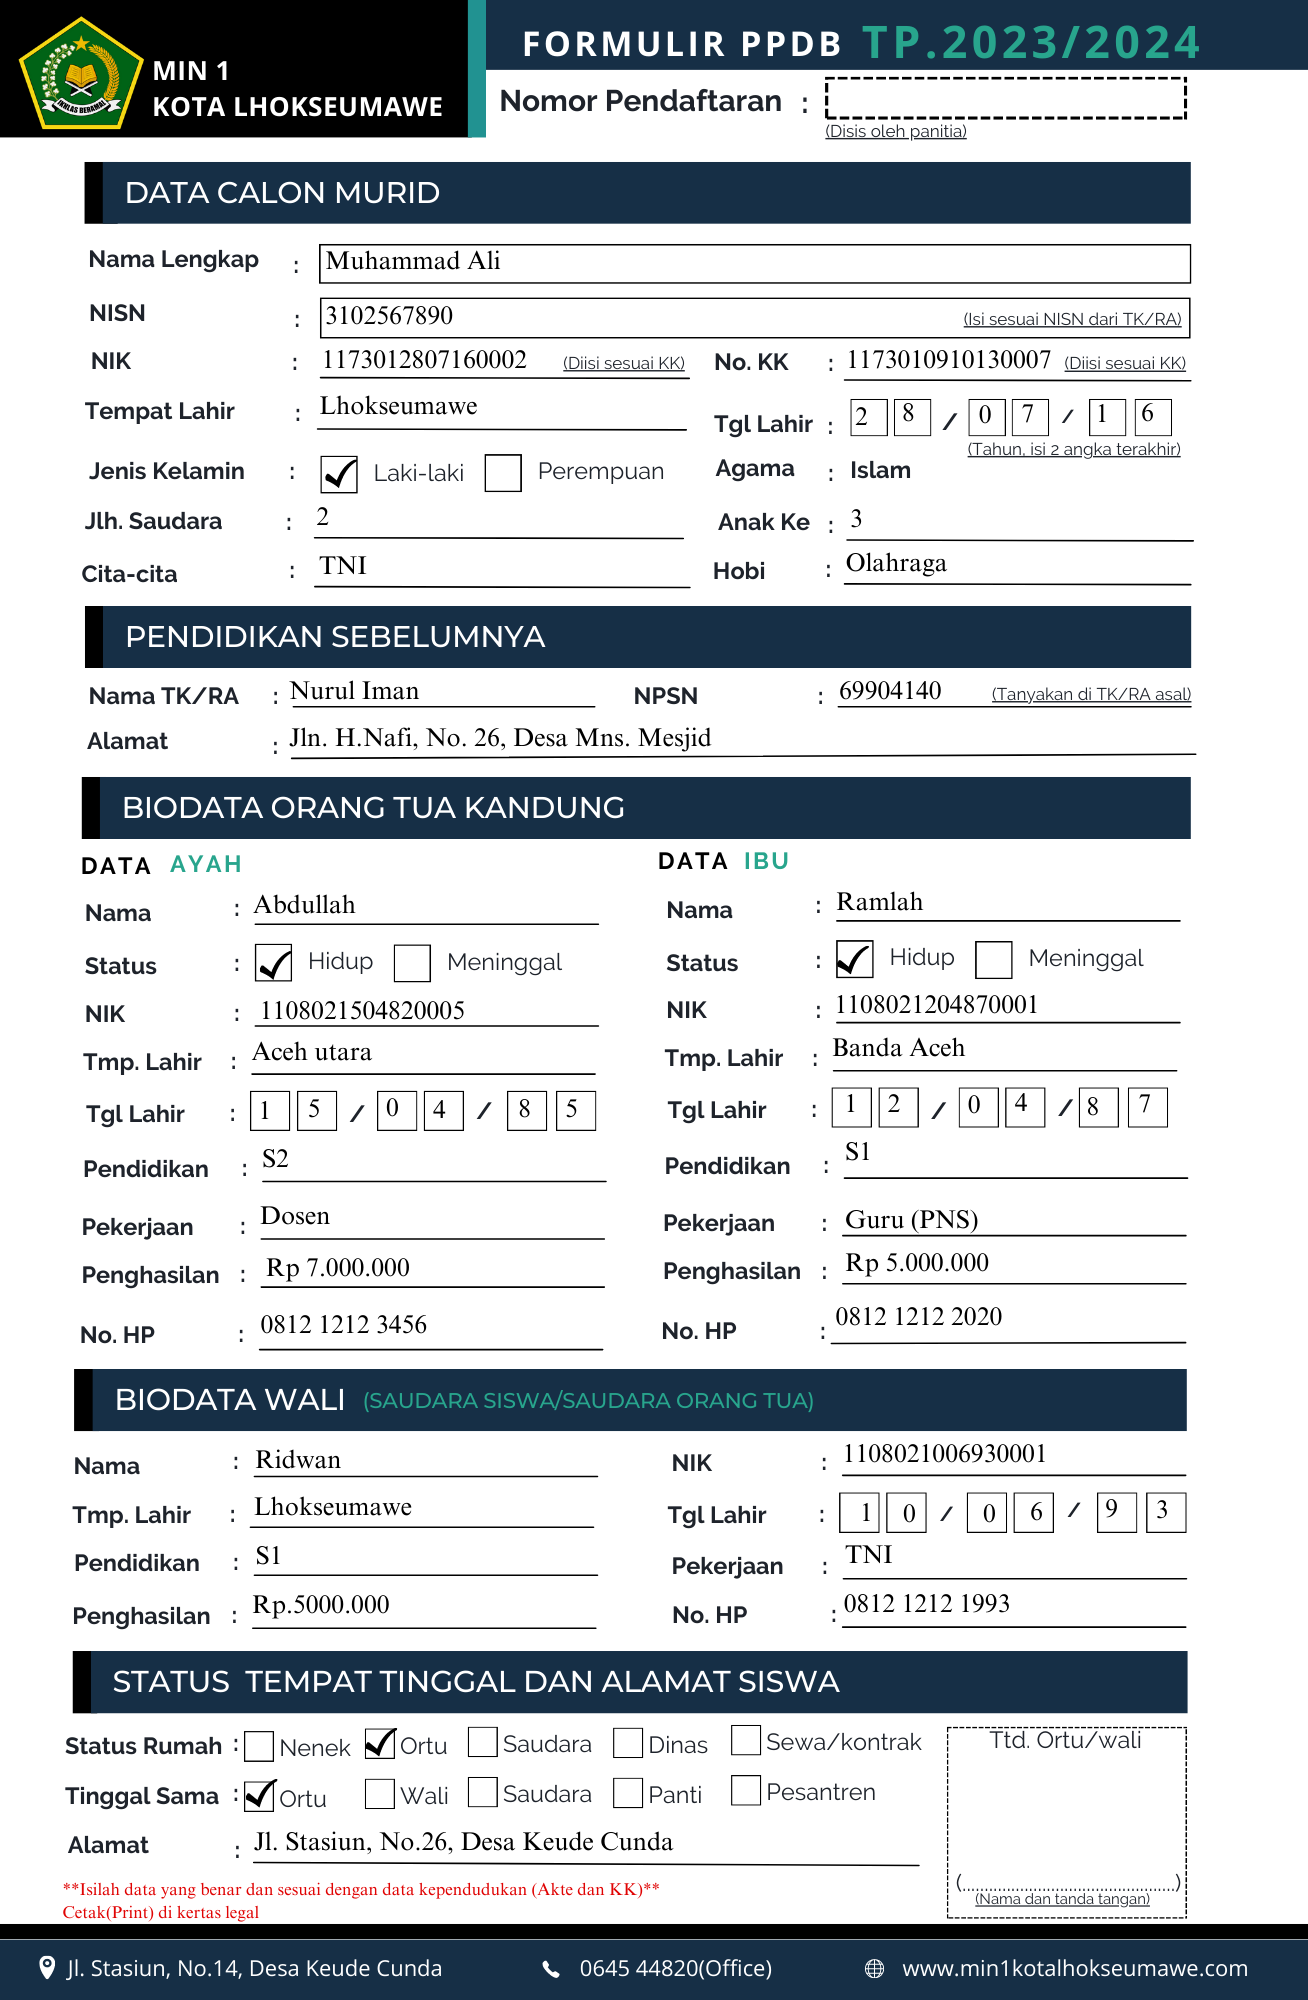 FORMULIR PPDB TP.2023/2024
IKHLAS BERAMAL
MIN 1
KOTA LHOKSEUMAWE
Nomor Pendaftaran :
(Disis oleh panitia)
DATA CALON MURID
Nama Lengkap : Muhammad Ali
NISN : 3102567890 (Isi sesuai NISN dari TK/RA)
NIK : 1173012807160002 (Diisi sesuai KK) No. KK : 1173010910130007 (Diisi sesuai KK)
Tempat Lahir : Lhokseumawe Tgl Lahir : 2 8 / 0 7 / 1 6
(Tahun, isi 2 angka terakhir)
Jenis Kelamin : Laki-laki Perempuan Agama : Islam
Jlh. Saudara : 2 Anak Ke : 3
Cita-cita : TNI Hobi : Olahraga
PENDIDIKAN SEBELUMNYA
Nama TK/RA : Nurul Iman NPSN : 69904140 (Tanyakan di TK/RA asal)
Alamat : Jln. H.Nafi, No. 26, Desa Mns. Mesjid
BIODATA ORANG TUA KANDUNG
DATA AYAH
Nama : Abdullah
Status : Hidup Meninggal
NIK : 1108021504820005
Tmp. Lahir : Aceh utara
Tgl Lahir : 1 5 / 0 4 / 8 5
Pendidikan : S2
Pekerjaan : Dosen
Penghasilan : Rp 7.000.000
No. HP : 0812 1212 3456
DATA IBU
Nama : Ramlah
Status : Hidup Meninggal
NIK : 1108021204870001
Tmp. Lahir : Banda Aceh
Tgl Lahir : 1 2 / 0 4 / 8 7
Pendidikan : S1
Pekerjaan : Guru (PNS)
Penghasilan : Rp 5.000.000
No. HP : 0812 1212 2020
BIODATA WALI (SAUDARA SISWA/SAUDARA ORANG TUA)
Nama : Ridwan NIK : 1108021006930001
Tmp. Lahir : Lhokseumawe Tgl Lahir : 1 0 / 0 6 / 9 3
Pendidikan : S1 Pekerjaan : TNI
Penghasilan : Rp.5000.000 No. HP : 0812 1212 1993
STATUS TEMPAT TINGGAL DAN ALAMAT SISWA
Status Rumah : Nenek Ortu Saudara Dinas Sewa/kontrak
Tinggal Sama : Ortu Wali Saudara Panti Pesantren
Alamat : Jl. Stasiun, No.26, Desa Keude Cunda
Ttd. Ortu/wali
(............................................)
(Nama dan tanda tangan)
**Isilah data yang benar dan sesuai dengan data kependudukan (Akte dan KK)**
Cetak(Print) di kertas legal
Jl. Stasiun, No.14, Desa Keude Cunda 0645 44820(Office) www.min1kotalhokseumawe.com